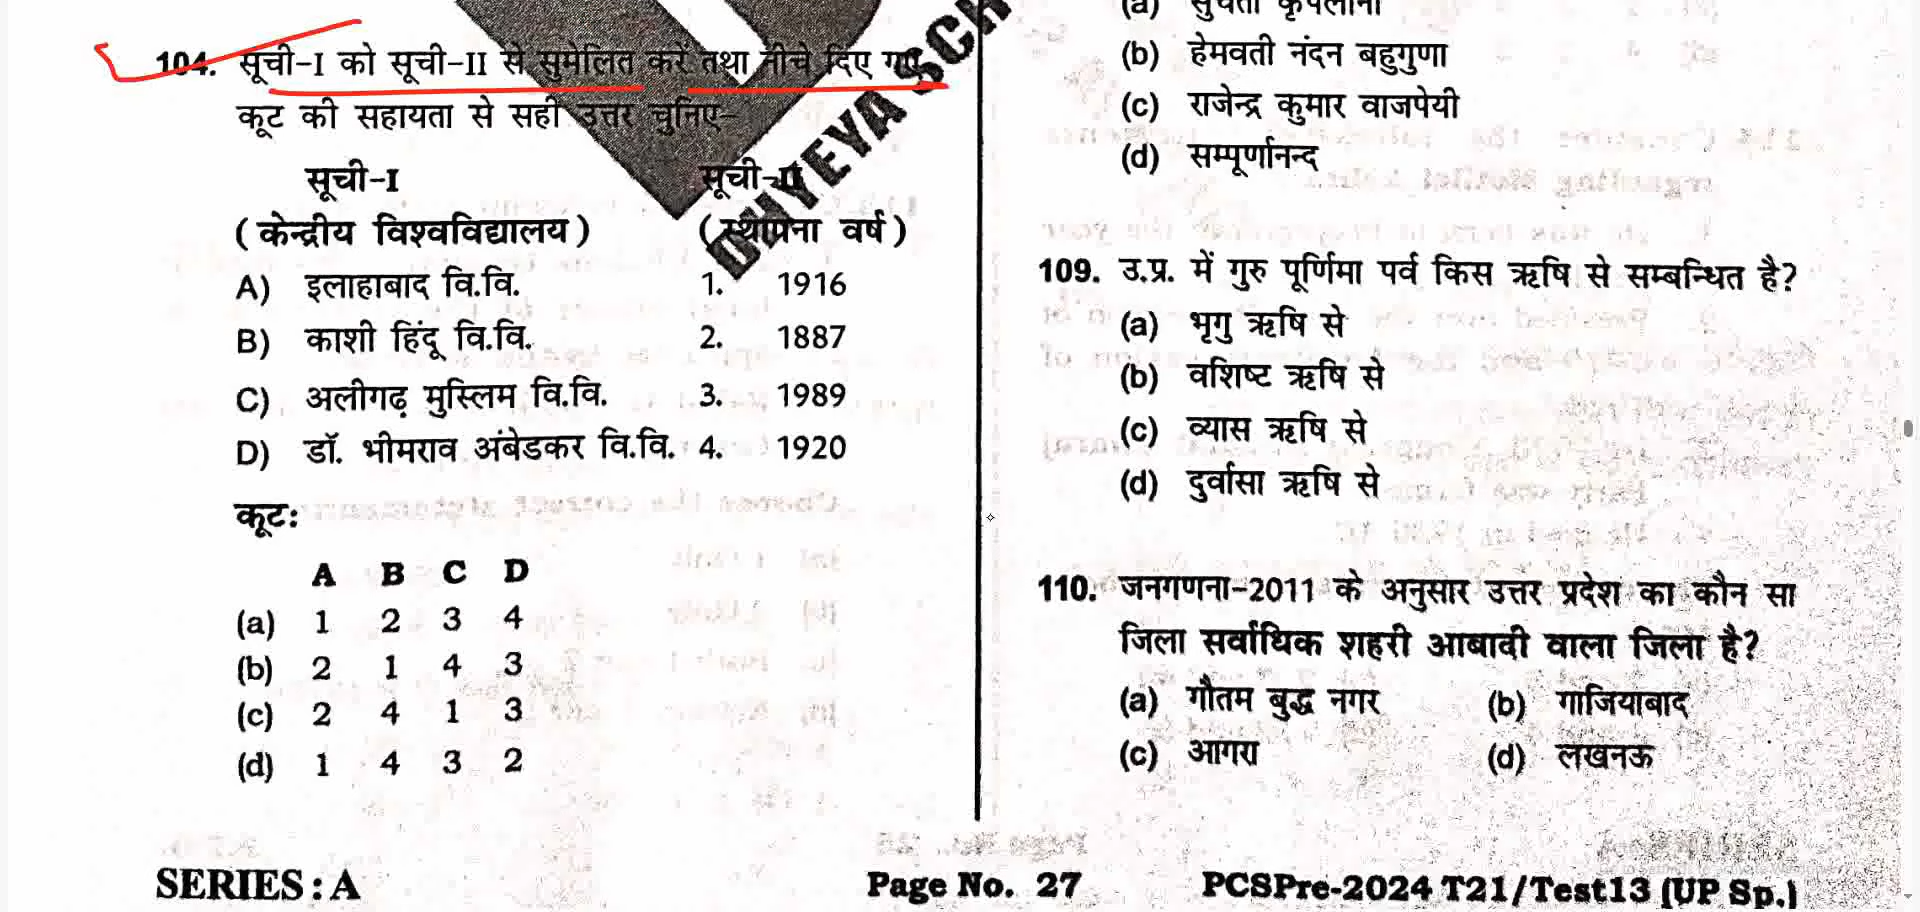 104. सूची-I को सूची-II से सुमेलित करें तथा नीचे दिए गए
कूट की सहायता से सही उत्तर चुनिए-
सूची-I सूची-II
(केन्द्रीय विश्वविद्यालय) (स्थापना वर्ष)
A) इलाहाबाद वि.वि. 1. 1916
B) काशी हिंदू वि.वि. 2. 1887
C) अलीगढ़ मुस्लिम वि.वि. 3. 1989
D) डॉ. भीमराव अंबेडकर वि.वि. 4. 1920
कूट:
A B C D
(a) 1 2 3 4
(b) 2 1 4 3
(c) 2 4 1 3
(d) 1 4 3 2
DHYEYA SCH
(a) सुचेता कृपलानी
(b) हेमवती नंदन बहुगुणा
(c) राजेन्द्र कुमार वाजपेयी
(d) सम्पूर्णानन्द
109. उ.प्र. में गुरु पूर्णिमा पर्व किस ऋषि से सम्बन्धित है?
(a) भृगु ऋषि से
(b) वशिष्ट ऋषि से
(c) व्यास ऋषि से
(d) दुर्वासा ऋषि से
110. जनगणना-2011 के अनुसार उत्तर प्रदेश का कौन सा
जिला सर्वाधिक शहरी आबादी वाला जिला है?
(a) गौतम बुद्ध नगर (b) गाजियाबाद
(c) आगरा (d) लखनऊ
SERIES : A Page No. 27 PCSPre-2024 T21/Test13 (UP Sp.)